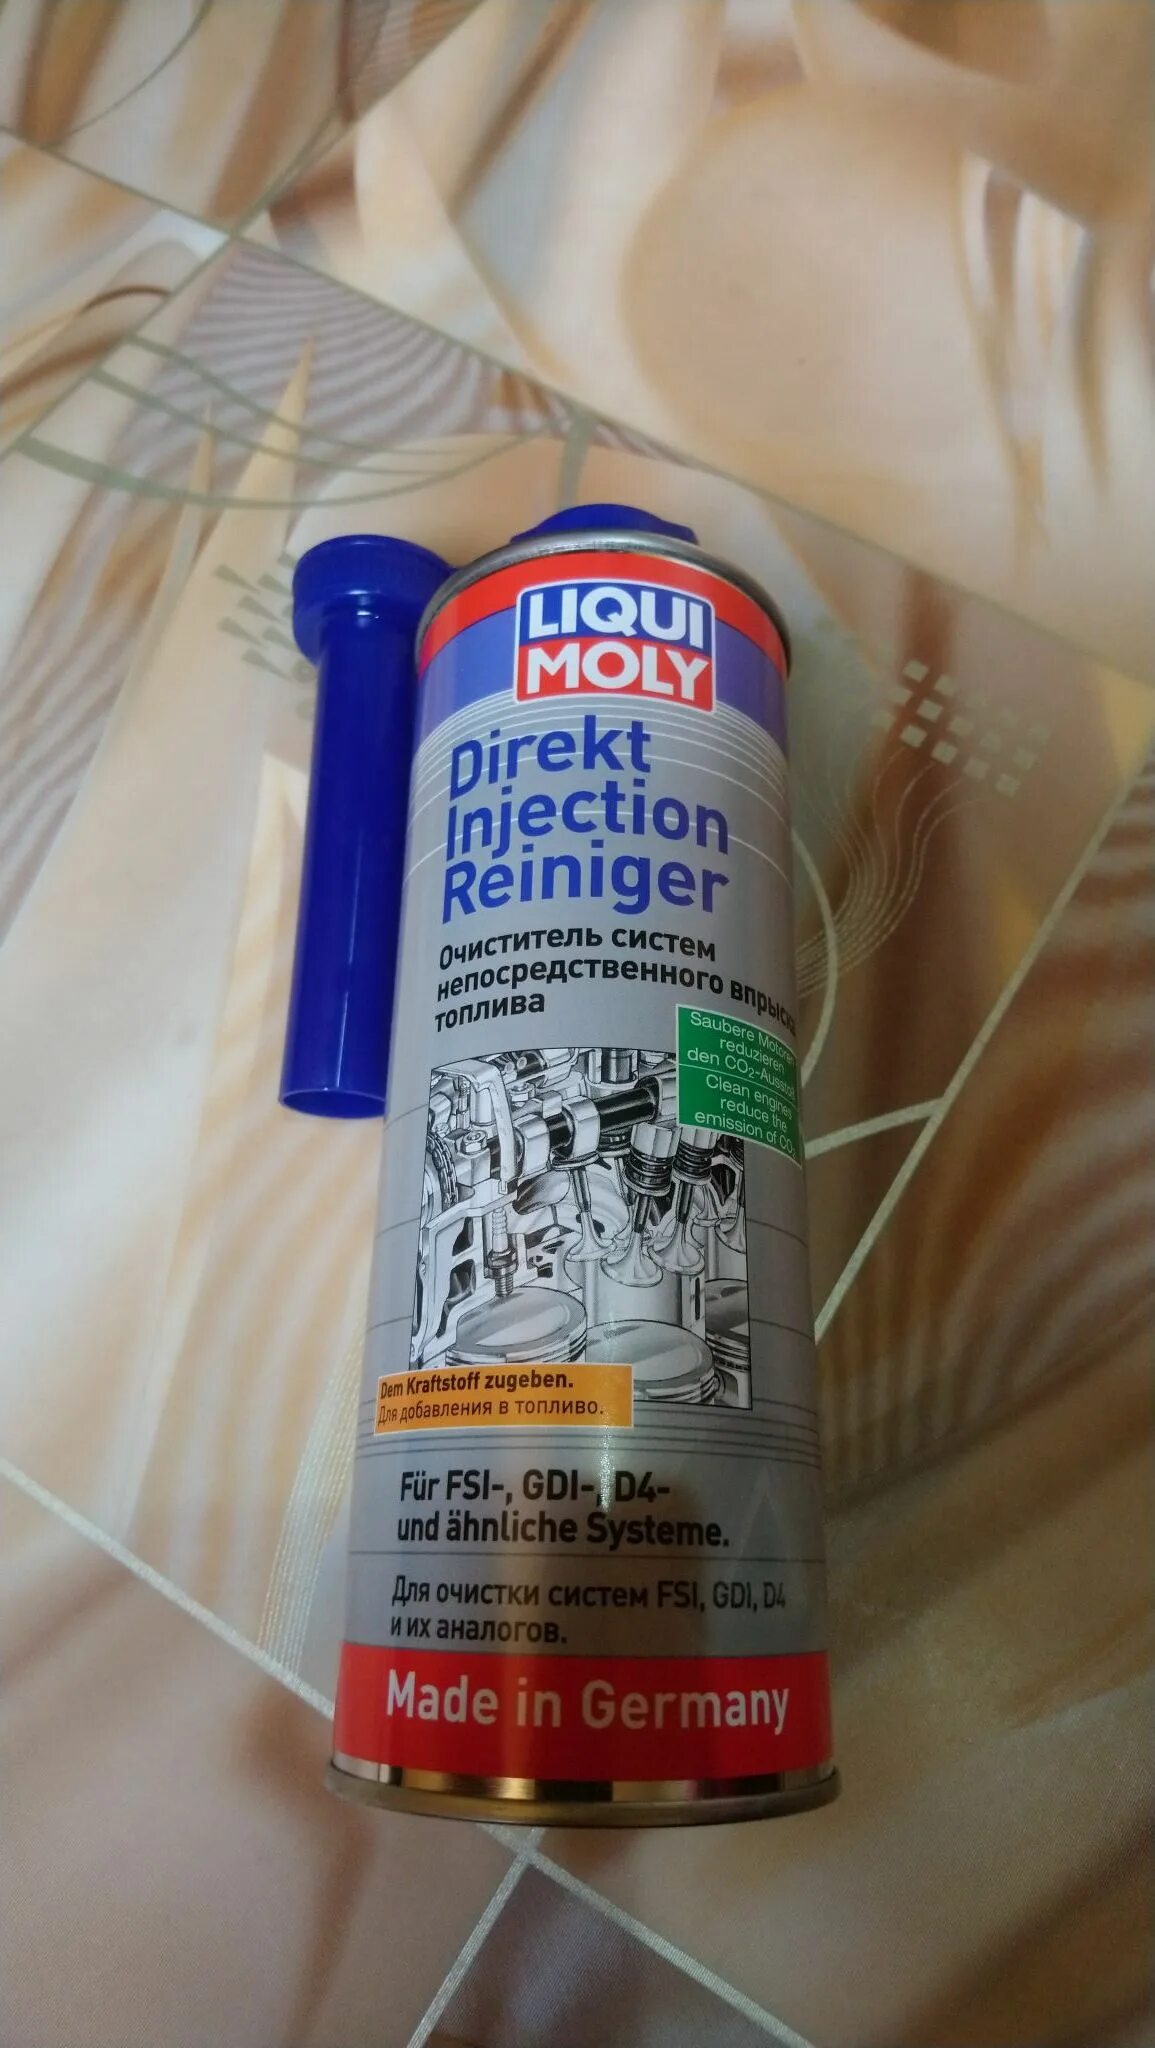 LIQUI
MOLY
Direkt
Injection
Reiniger
Очиститель систем
непосредственного впрыска
топлива
Saubere Motoren
reduzieren
den CO2-Ausstoß
Clean engines
reduce the
emission of CO2
Dem Kraftstoff zugeben.
Для добавления в топливо.
Für FSI-, GDI-, D4-
und ähnliche Systeme.
Для очистки систем FSI, GDI, D4
и их аналогов.
Made in Germany